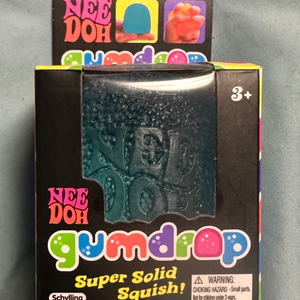 NEE
DOH
gumdrop
3+
NEE
DOH
NEE
DOH
gumdrop
Super Solid
Squish!
Schylling
WARNING:
CHOKING HAZARD - Small parts.
Not for children under 3 years.